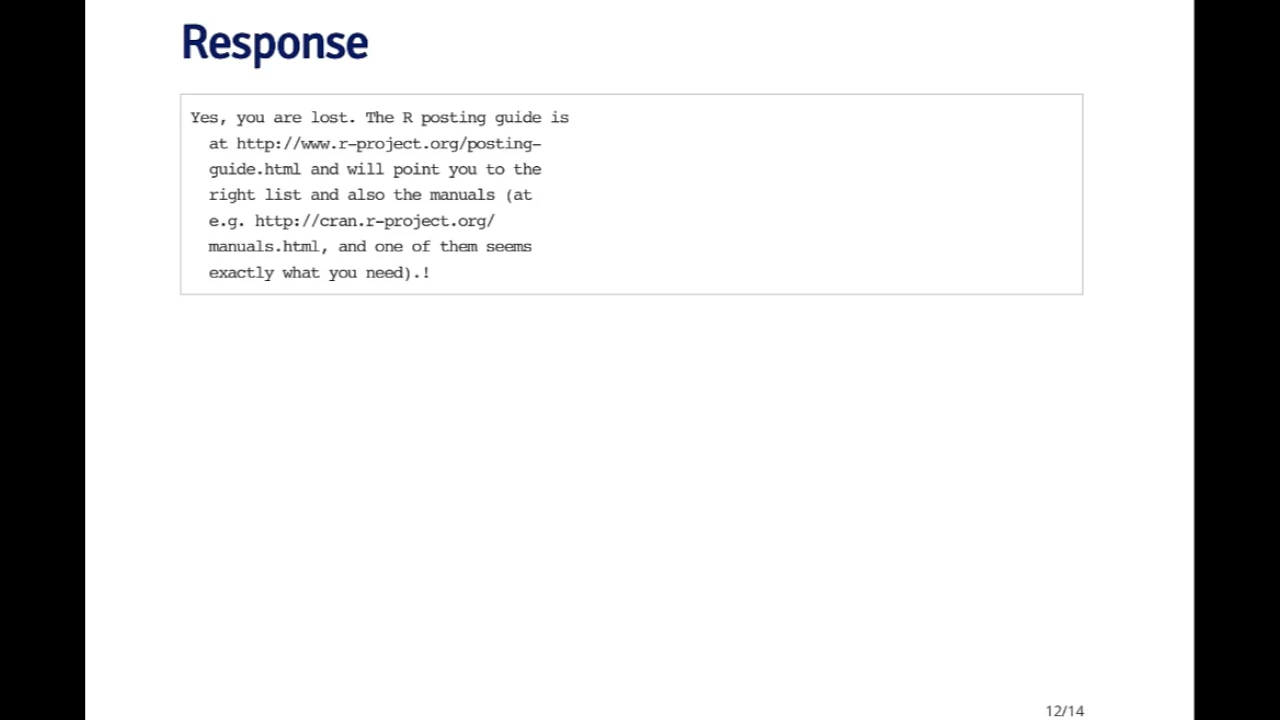 Response
Yes, you are lost. The R posting guide is
at http://www.r-project.org/posting-
guide.html and will point you to the
right list and also the manuals (at
e.g. http://cran.r-project.org/
manuals.html, and one of them seems
exactly what you need).!
12/14